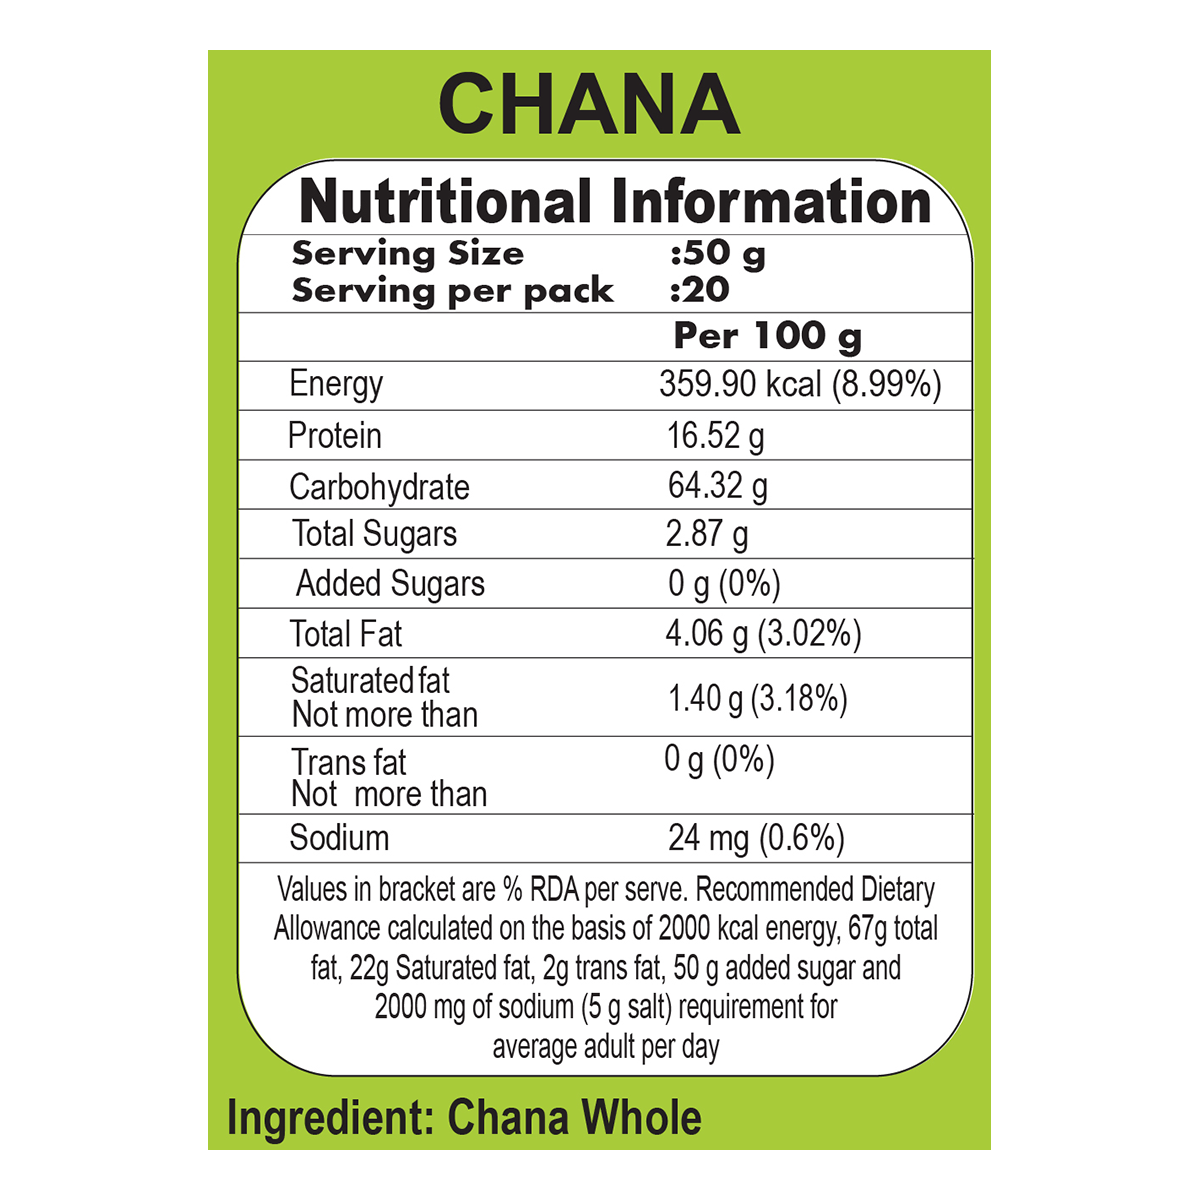 CHANA
Nutritional Information
Serving Size :50 g
Serving per pack :20
Per 100 g
Energy 359.90 kcal (8.99%)
Protein 16.52 g
Carbohydrate 64.32 g
Total Sugars 2.87 g
Added Sugars 0 g (0%)
Total Fat 4.06 g (3.02%)
Saturated fat
Not more than 1.40 g (3.18%)
Trans fat 0 g (0%)
Not more than
Sodium 24 mg (0.6%)
Values in bracket are % RDA per serve. Recommended Dietary
Allowance calculated on the basis of 2000 kcal energy, 67g total
fat, 22g Saturated fat, 2g trans fat, 50 g added sugar and
2000 mg of sodium (5 g salt) requirement for
average adult per day
Ingredient: Chana Whole